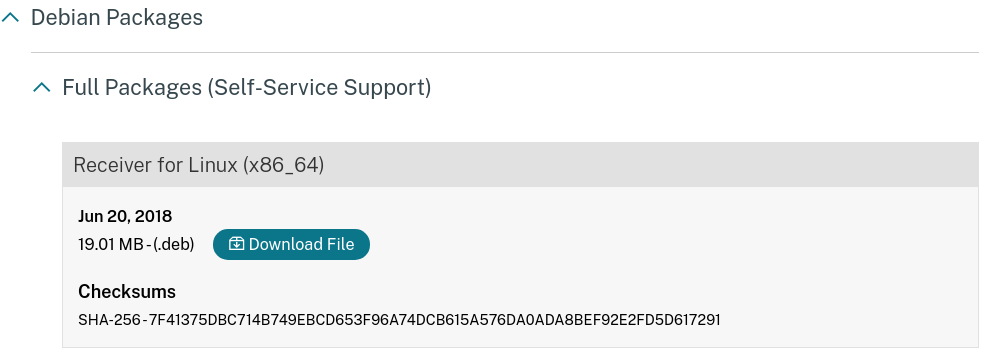 Debian Packages
Full Packages (Self-Service Support)
Receiver for Linux (x86_64)
Jun 20, 2018
19.01 MB - (.deb) Download File
Checksums
SHA-256 - 7F41375DBC714B749EBCD653F96A74DCB615A576DA0ADA8BEF92E2FD5D617291